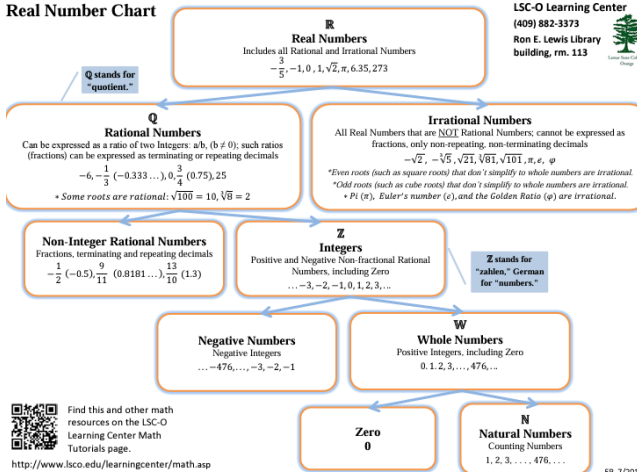 Real Number Chart
LSC-O Learning Center
(409) 882-3373
Ron E. Lewis Library
building, rm. 113
Orange
ℝ
Real Numbers
Includes all Rational and Irrational Numbers
−3/5, −1, 0, 1, √2, π, 6.35, 273
ℚ stands for
"quotient."
ℚ
Rational Numbers
Can be expressed as a ratio of two Integers: a/b, (b ≠ 0); such ratios
(fractions) can be expressed as terminating or repeating decimals
−6, −1/3 (−0.333 …), 0, 3/4 (0.75), 25
* Some roots are rational: √100 = 10, ∛8 = 2
Irrational Numbers
All Real Numbers that are NOT Rational Numbers; cannot be expressed as
fractions, only non-repeating, non-terminating decimals
*Even roots (such as square roots) that don't simplify to whole numbers are irrational.
*Odd roots (such as cube roots) that don't simplify to whole numbers are irrational.
* Pi (π), Euler's number (e), and the Golden Ratio (φ) are irrational.
Non-Integer Rational Numbers
Fractions, terminating and repeating decimals
−1/2 (−0.5), 9/11 (0.8181 …), 13/10 (1.3)
ℤ
Integers
Positive and Negative Non-fractional Rational
Numbers, including Zero
… −3, −2, −1, 0, 1, 2, 3, …
ℤ stands for
"zahlen," German
for "numbers."
Negative Numbers
Negative Integers
… −476, … , −3, −2, −1
𝕎
Whole Numbers
Positive Integers, including Zero
0. 1. 2, 3, … , 476, …
Zero
0
ℕ
Natural Numbers
Counting Numbers
1, 2, 3, … , 476, …
Find this and other math
resources on the LSC-O
Learning Center Math
Tutorials page.
http://www.lsco.edu/learningcenter/math.asp